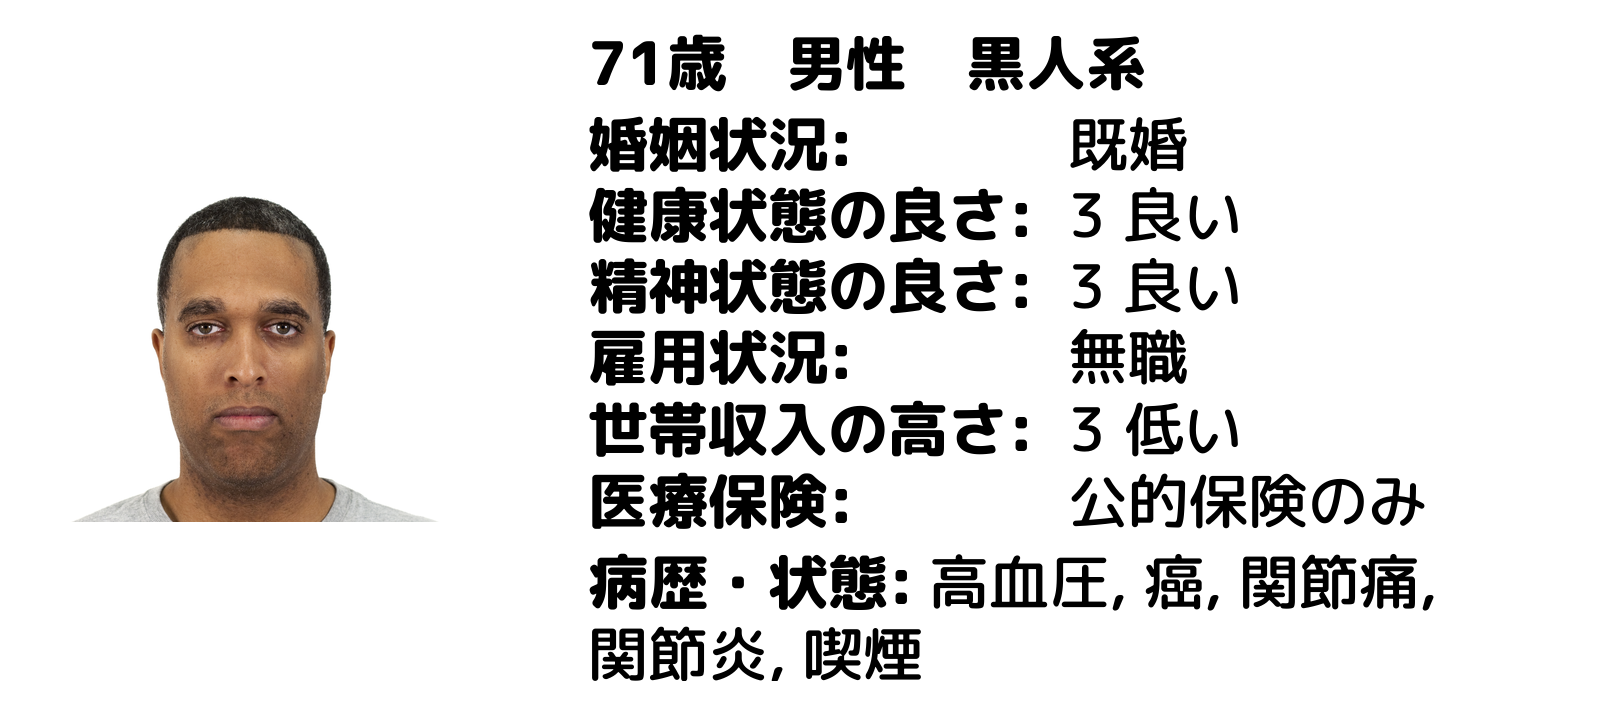 71歳　男性　黒人系
婚姻状況: 既婚
健康状態の良さ: 3 良い
精神状態の良さ: 3 良い
雇用状況: 無職
世帯収入の高さ: 3 低い
医療保険: 公的保険のみ
病歴・状態: 高血圧, 癌, 関節痛,
関節炎, 喫煙